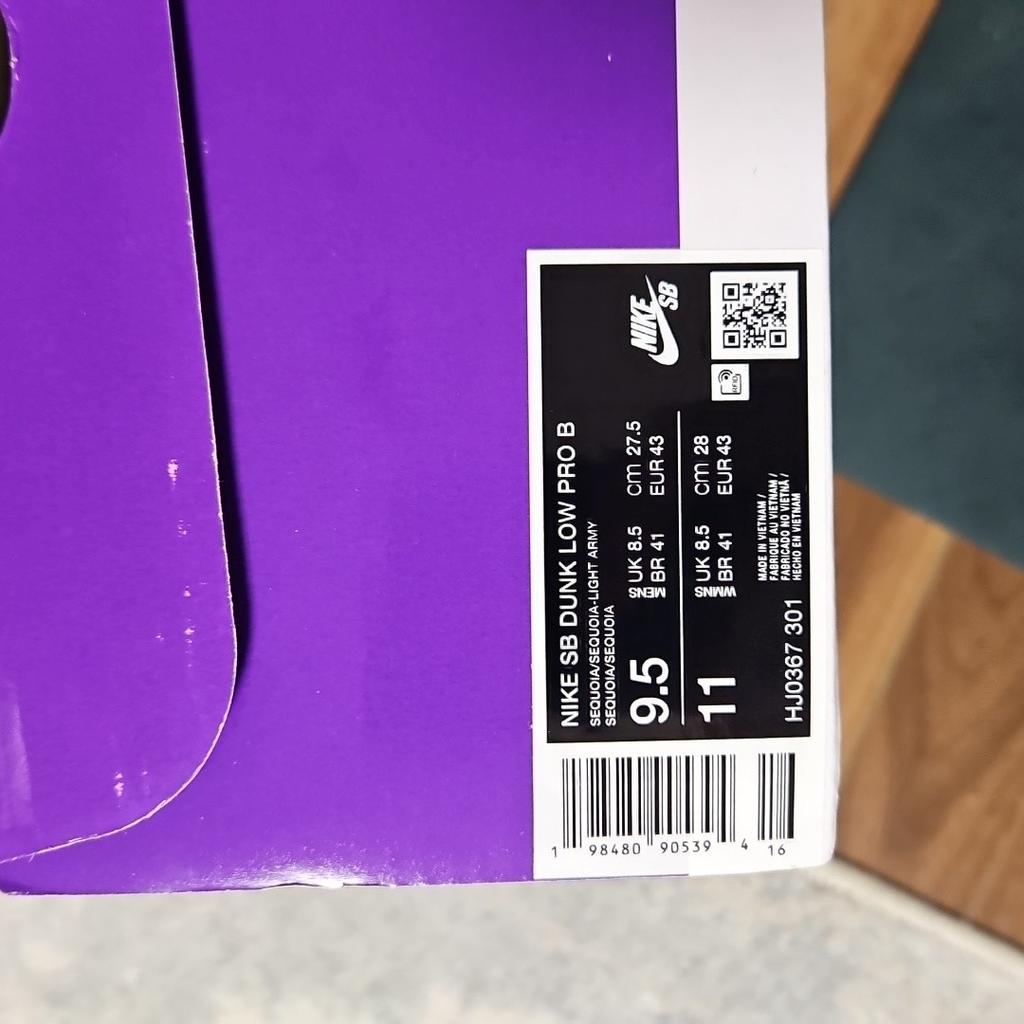 NIKE SB DUNK LOW PRO B
SEQUOIA/SEQUOIA-LIGHT ARMY
SEQUOIA/SEQUOIA
9.5
MENS
UK 8.5
BR 41
cm 27.5
EUR 43
11
WMNS
UK 8.5
BR 41
cm 28
EUR 43
HJ0367 301
MADE IN VIETNAM /
FABRIQUE AU VIETNAM /
FABRICADO NO VIETNÃ /
HECHO EN VIETNAM
NIKE SB
RFID
1 98480 90539 4 16